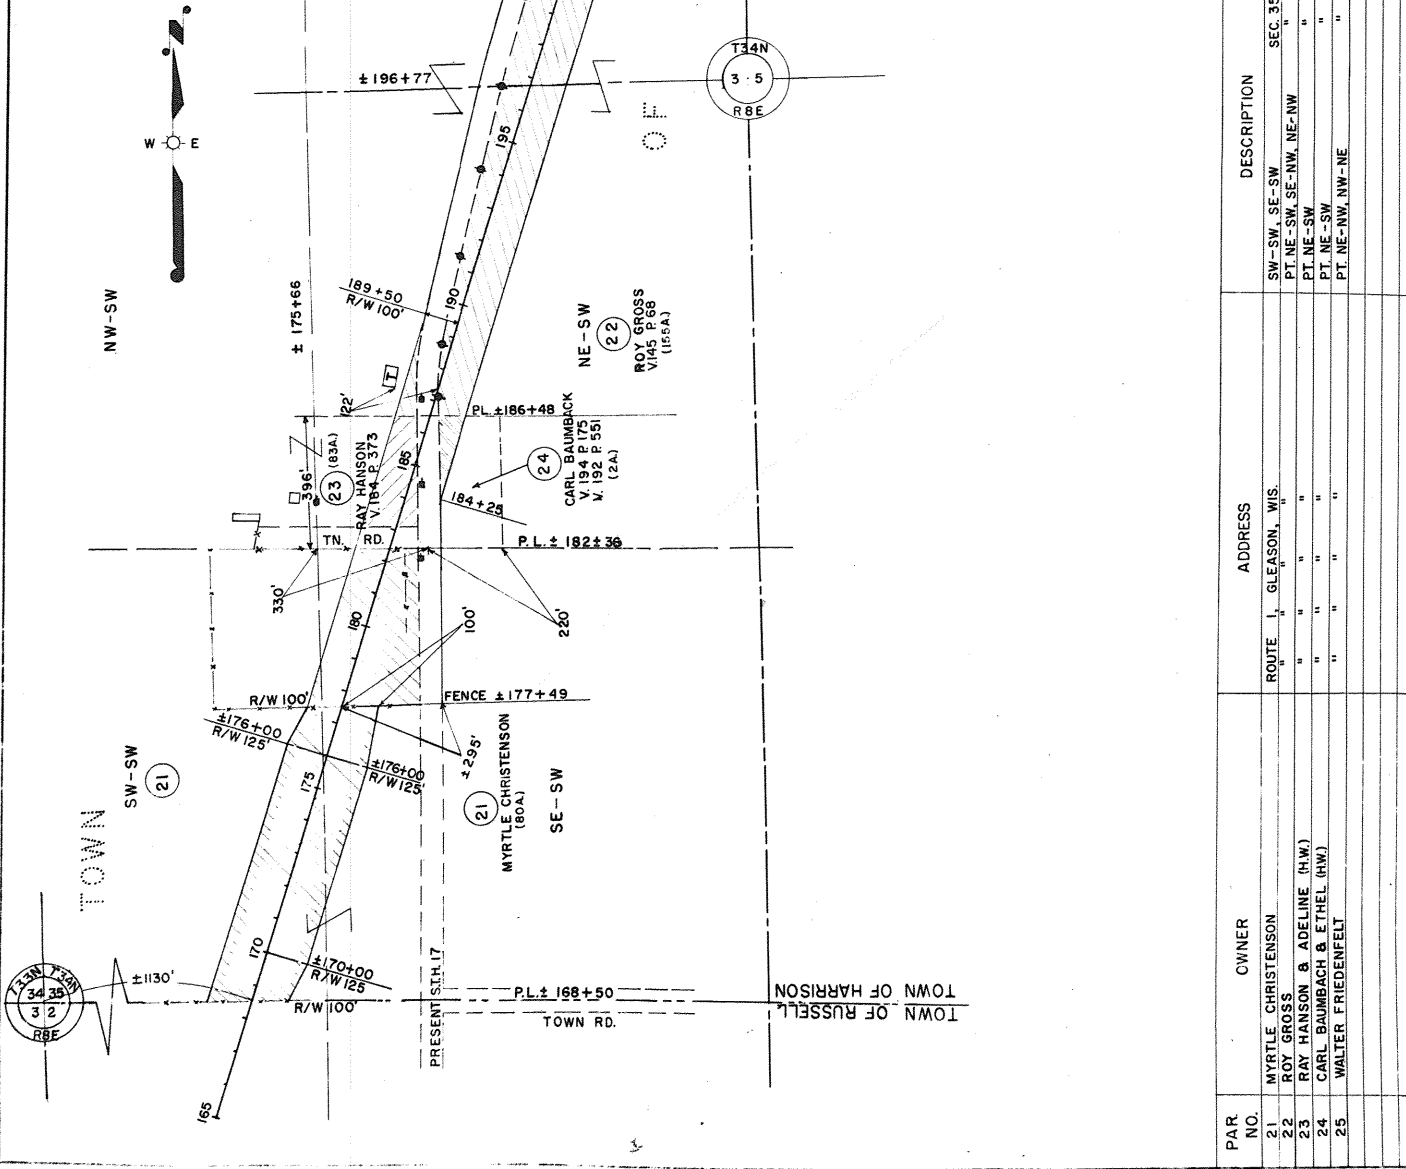 ± 196+77
T34N
3 5
R8E
OF
195
W E
NW-SW
± 175+66
189+50
R/W 100'
190
NE-SW
22
ROY GROSS
V.145 P.68
(155A.)
T
122'
P.L. ±186+48
396'
23
(83A.)
RAY HANSON
V.184 P. 373
185
24
CARL BAUMBACK
V. 194 P. 175
V. 192 P. 551
(2A.)
184+25
TN. RD.
P.L.± 182±36
330'
180
100'
220'
R/W 100'
FENCE ±177+49
±176+00
R/W 125'
±176+00
R/W 125'
±295'
175
SW-SW
21
TOWN
21
MYRTLE CHRISTENSON
(80A.)
SE-SW
170
±170+00
R/W 125
T33N T34N
34 35
3 2
R8E
±1130'
R/W 100'
PRESENT S.T.H. 17
P.L.± 168+50
TOWN RD.
TOWN OF HARRISON
TOWN OF RUSSELL
165
PAR. NO. OWNER ADDRESS DESCRIPTION
21 MYRTLE CHRISTENSON ROUTE 1, GLEASON, WIS. SW-SW, SE-SW SEC. 35
22 ROY GROSS " " " PT. NE-SW, SE-NW, NE-NW "
23 RAY HANSON & ADELINE (H.W.) " " " PT. NE-SW "
24 CARL BAUMBACH & ETHEL (H.W.) " " " " PT. NE-SW "
25 WALTER FRIEDENFELT " " " " PT. NE-NW, NW-NE "